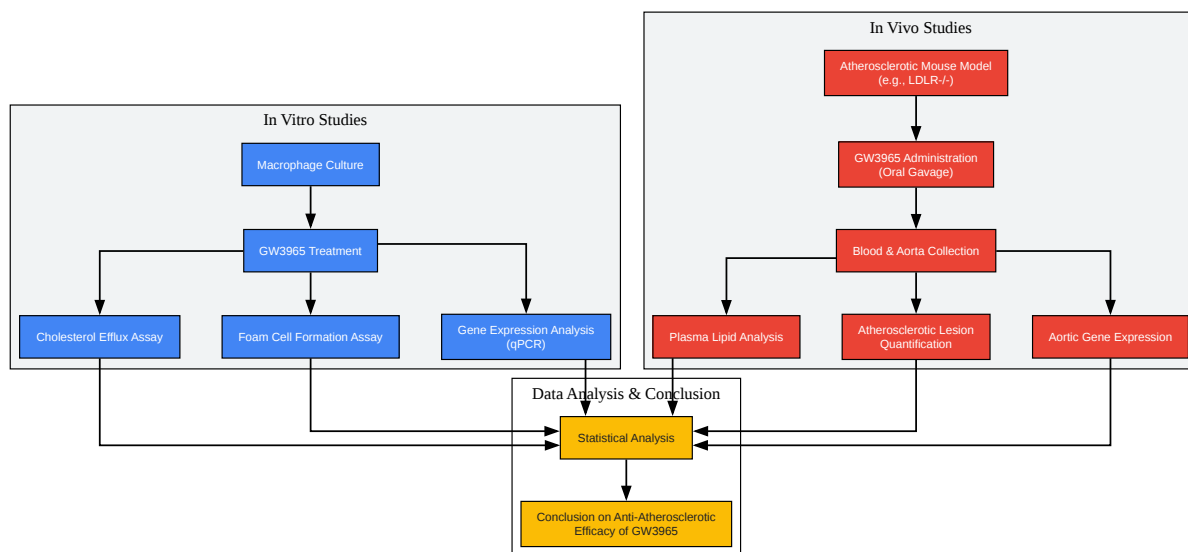 In Vitro Studies
Macrophage Culture
GW3965 Treatment
Cholesterol Efflux Assay
Foam Cell Formation Assay
Gene Expression Analysis
(qPCR)
In Vivo Studies
Atherosclerotic Mouse Model
(e.g., LDLR-/-)
GW3965 Administration
(Oral Gavage)
Blood & Aorta Collection
Plasma Lipid Analysis
Atherosclerotic Lesion
Quantification
Aortic Gene Expression
Data Analysis & Conclusion
Statistical Analysis
Conclusion on Anti-Atherosclerotic
Efficacy of GW3965